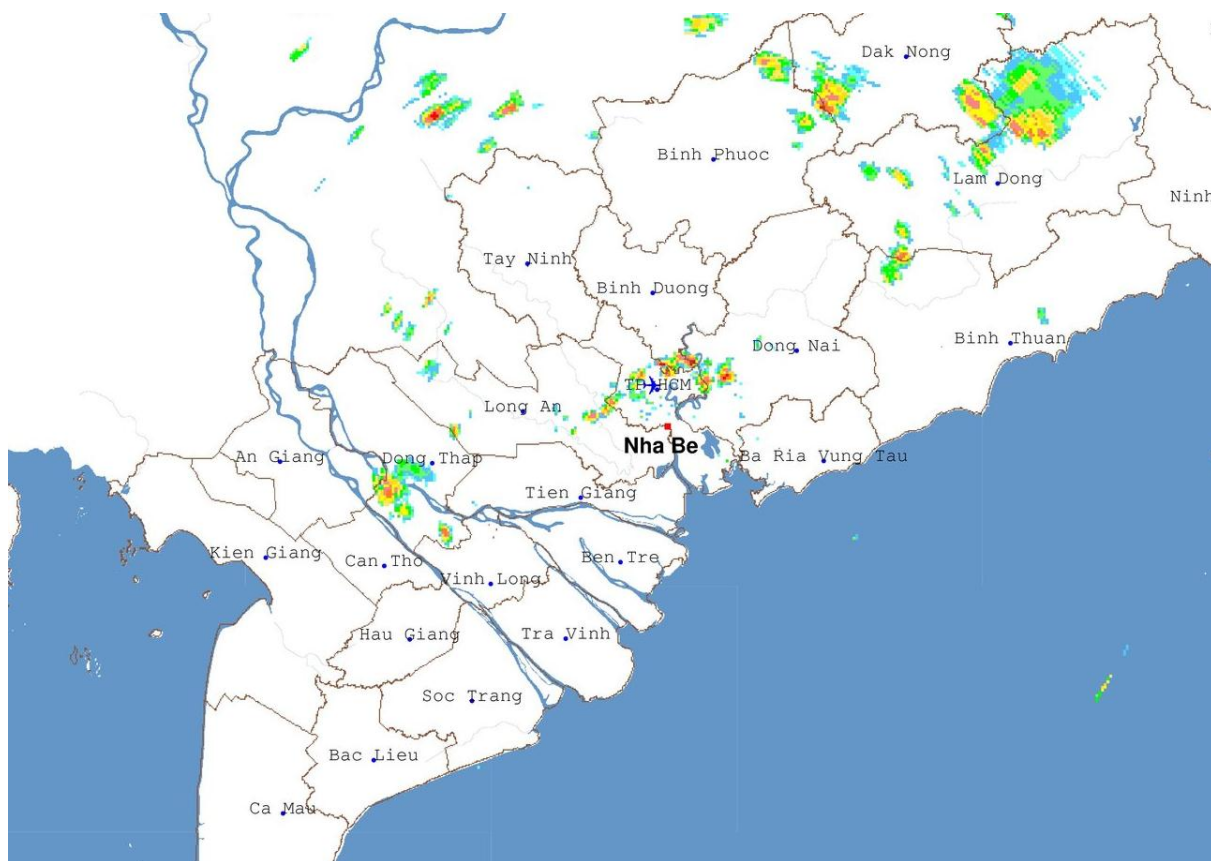 Dak Nong
Binh Phuoc
Lam Dong
Ninh
Tay Ninh
Binh Duong
Dong Nai
Binh Thuan
TP HCM
Long An
Nha Be
An Giang
Dong Thap
Ba Ria Vung Tau
Tien Giang
Kien Giang
Can Tho
Ben Tre
Vinh Long
Hau Giang
Tra Vinh
Soc Trang
Bac Lieu
Ca Mau